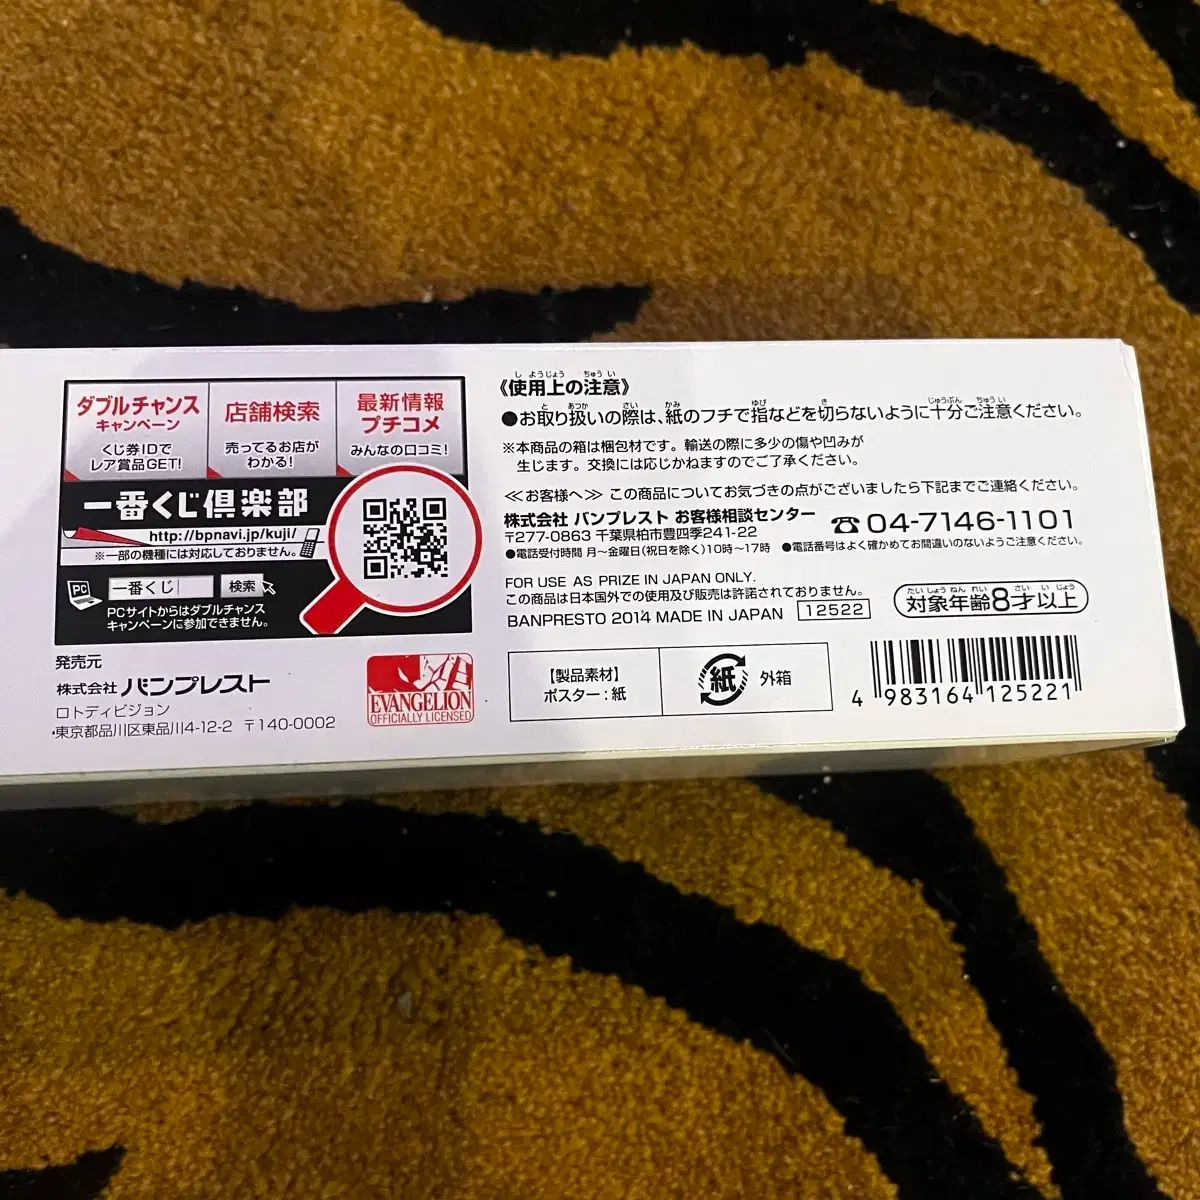 ダブルチャンス
キャンペーン
くじ券IDで
レア賞品GET!
店舗検索
売ってるお店が
わかる!
最新情報
プチコメ
みんなの口コミ!
一番くじ倶楽部
http://bpnavi.jp/kuji/
※一部の機種には対応しておりません。
PC
一番くじ
検索
PCサイトからはダブルチャンス
キャンペーンに参加できません。
発売元
株式会社 バンプレスト
ロトディビジョン
東京都品川区東品川4-12-2 〒140-0002
EVANGELION
OFFICIALLY LICENSED
《使用上の注意》
●お取り扱いの際は、紙のフチで指などを切らないように十分ご注意ください。
※本商品の箱は梱包材です。輸送の際に多少の傷や凹みが
生じます。交換には応じかねますのでご了承ください。
≪お客様へ≫ この商品についてお気づきの点がございましたら下記までご連絡ください。
株式会社 バンプレスト お客様相談センター
☎04-7146-1101
〒277-0863 千葉県柏市豊四季241-22
●電話受付時間 月～金曜日(祝日を除く)10時～17時 ●電話番号はよく確かめてお間違いのないようご注意ください。
FOR USE AS PRIZE IN JAPAN ONLY.
この商品は日本国外での使用及び販売は許諾されておりません。
BANPRESTO 2014 MADE IN JAPAN 12522
対象年齢8才以上
【製品素材】
ポスター:紙
紙 外箱
4 983164 125221